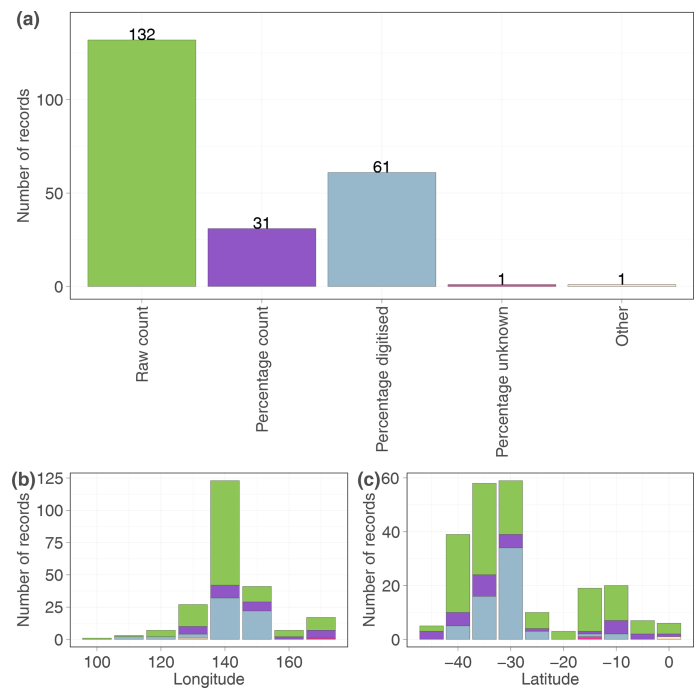 (a)
132
31
61
1
1
100
50
0
Number of records
Raw count
Percentage count
Percentage digitised
Percentage unknown
Other
(b)
125
100
75
50
25
0
Number of records
100 120 140 160
Longitude
(c)
60
40
20
0
Number of records
−40 −30 −20 −10 0
Latitude